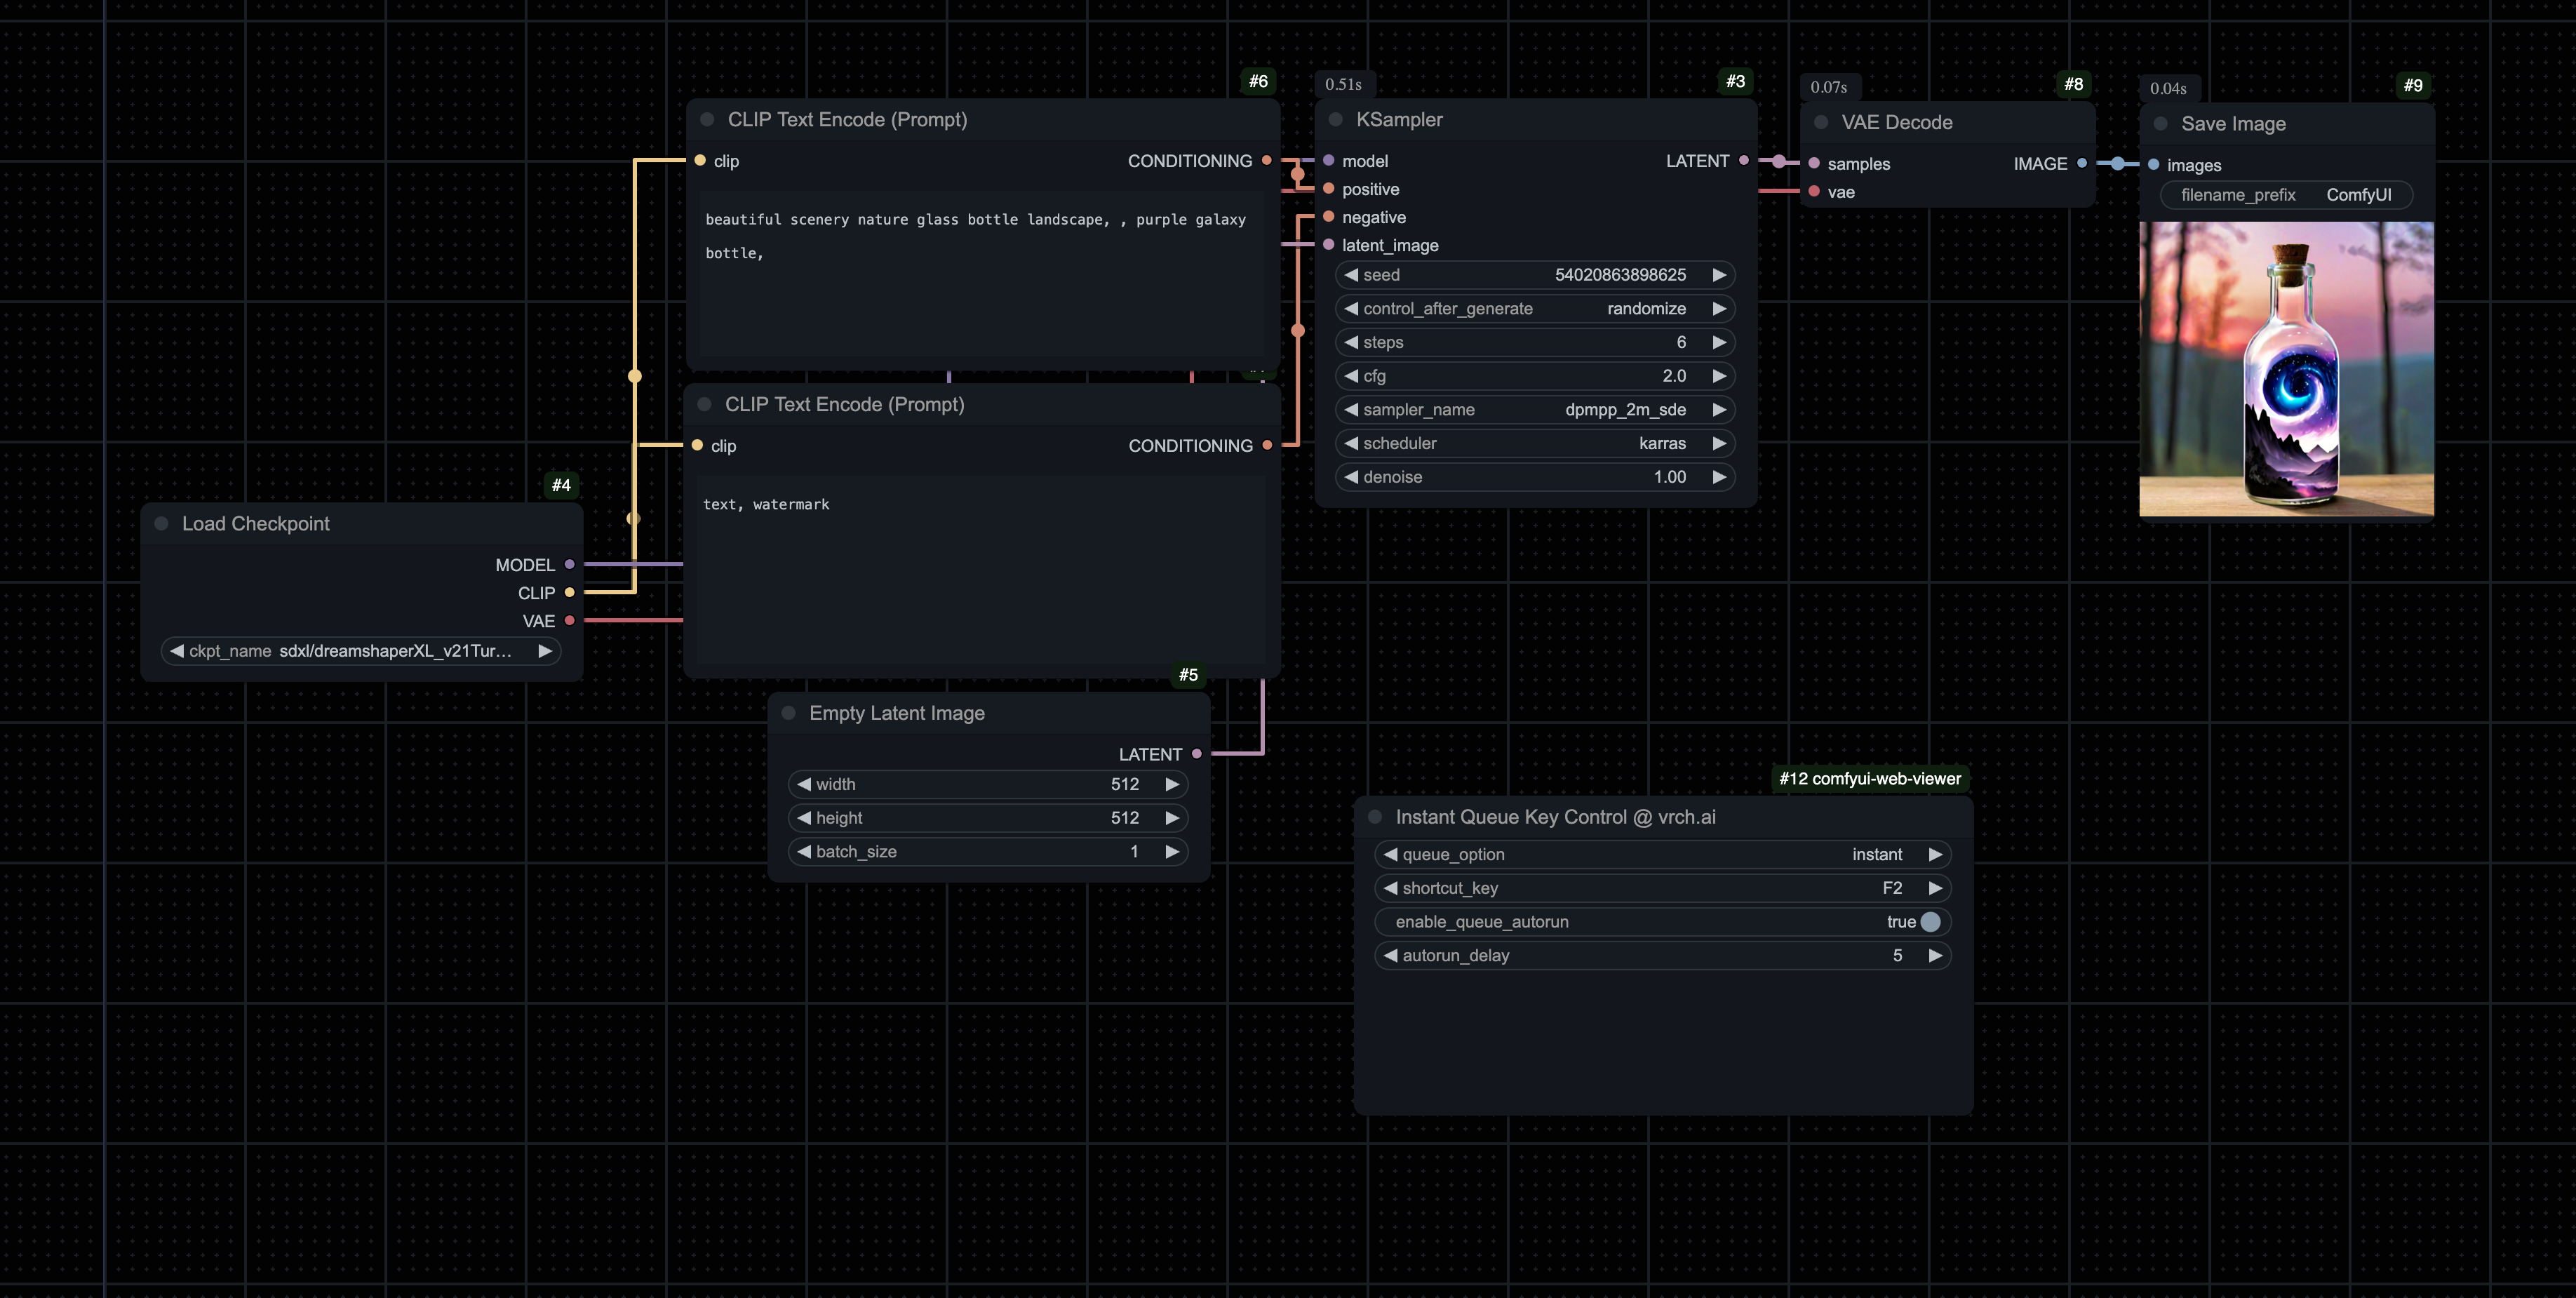 #6
CLIP Text Encode (Prompt)
clip CONDITIONING
beautiful scenery nature glass bottle landscape, , purple galaxy
bottle,
CLIP Text Encode (Prompt)
clip CONDITIONING
text, watermark
#4
Load Checkpoint
MODEL
CLIP
VAE
ckpt_name sdxl/dreamshaperXL_v21Tur...
#5
Empty Latent Image
LATENT
width 512
height 512
batch_size 1
0.51s #3
KSampler
model LATENT
positive
negative
latent_image
seed 54020863898625
control_after_generate randomize
steps 6
cfg 2.0
sampler_name dpmpp_2m_sde
scheduler karras
denoise 1.00
0.07s #8
VAE Decode
samples IMAGE
vae
0.04s #9
Save Image
images
filename_prefix ComfyUI
#12 comfyui-web-viewer
Instant Queue Key Control @ vrch.ai
queue_option instant
shortcut_key F2
enable_queue_autorun true
autorun_delay 5